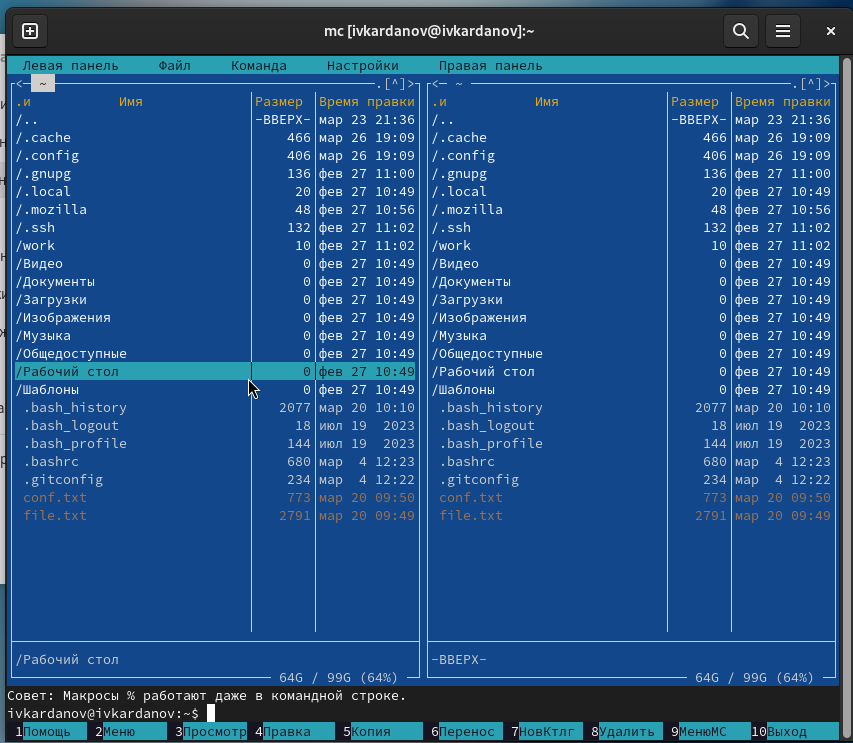 mc [ivkardanov@ivkardanov]:~
Левая панель Файл Команда Настройки Правая панель
<- ~ .[^]> <- ~ .[^]>
.и Имя Размер Время правки .и Имя Размер Время правки
/.. -ВВЕРХ- мар 23 21:36 /.. -ВВЕРХ- мар 23 21:36
/.cache 466 мар 26 19:09 /.cache 466 мар 26 19:09
/.config 406 мар 26 19:09 /.config 406 мар 26 19:09
/.gnupg 136 фев 27 11:00 /.gnupg 136 фев 27 11:00
/.local 20 фев 27 10:49 /.local 20 фев 27 10:49
/.mozilla 48 фев 27 10:56 /.mozilla 48 фев 27 10:56
/.ssh 132 фев 27 11:02 /.ssh 132 фев 27 11:02
/work 10 фев 27 11:02 /work 10 фев 27 11:02
/Видео 0 фев 27 10:49 /Видео 0 фев 27 10:49
/Документы 0 фев 27 10:49 /Документы 0 фев 27 10:49
/Загрузки 0 фев 27 10:49 /Загрузки 0 фев 27 10:49
/Изображения 0 фев 27 10:49 /Изображения 0 фев 27 10:49
/Музыка 0 фев 27 10:49 /Музыка 0 фев 27 10:49
/Общедоступные 0 фев 27 10:49 /Общедоступные 0 фев 27 10:49
/Рабочий стол 0 фев 27 10:49 /Рабочий стол 0 фев 27 10:49
/Шаблоны 0 фев 27 10:49 /Шаблоны 0 фев 27 10:49
.bash_history 2077 мар 20 10:10 .bash_history 2077 мар 20 10:10
.bash_logout 18 июл 19 2023 .bash_logout 18 июл 19 2023
.bash_profile 144 июл 19 2023 .bash_profile 144 июл 19 2023
.bashrc 680 мар 4 12:23 .bashrc 680 мар 4 12:23
.gitconfig 234 мар 4 12:22 .gitconfig 234 мар 4 12:22
conf.txt 773 мар 20 09:50 conf.txt 773 мар 20 09:50
file.txt 2791 мар 20 09:49 file.txt 2791 мар 20 09:49
/Рабочий стол -ВВЕРХ-
64G / 99G (64%) 64G / 99G (64%)
Совет: Макросы % работают даже в командной строке.
ivkardanov@ivkardanov:~$
1Помощь 2Меню 3Просмотр 4Правка 5Копия 6Перенос 7НовКтлг 8Удалить 9МенюMC 10Выход